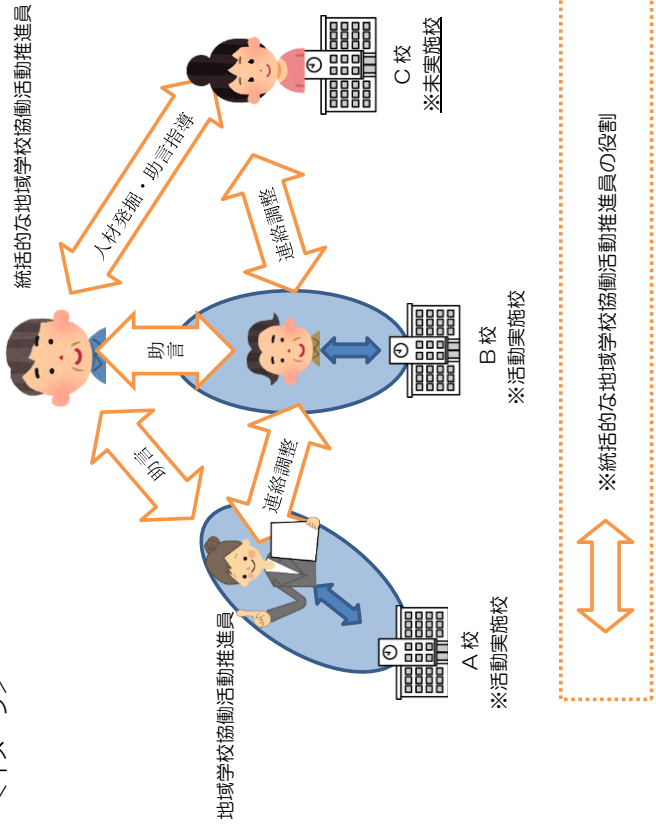 <イメージ>
統括的な地域学校協働活動推進員
助言
助言
人材発掘・助言指導
地域学校協働活動推進員
連絡調整
連絡調整
A校
※活動実施校
B校
※活動実施校
C校
※未実施校
※統括的な地域学校協働活動推進員の役割